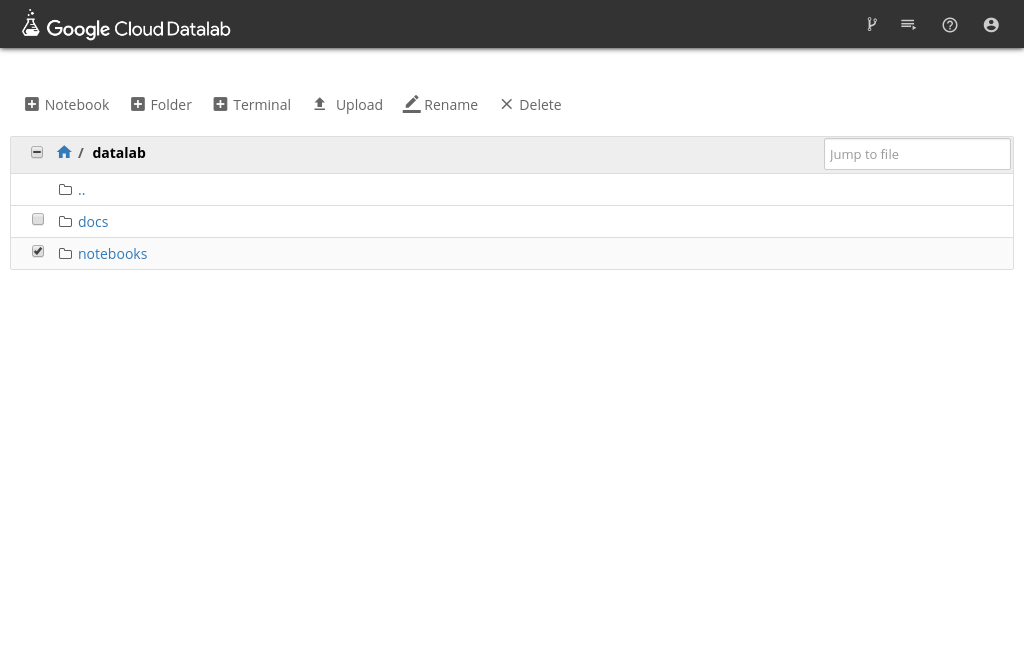 Google Cloud Datalab
Notebook Folder Terminal Upload Rename Delete
/ datalab Jump to file
..
docs
notebooks